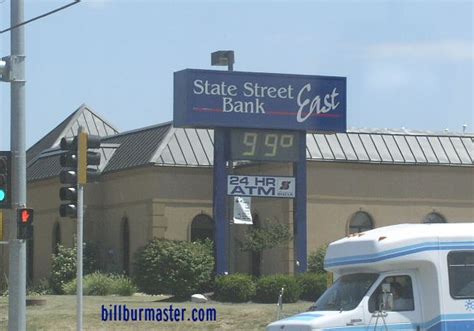 State Street
Bank East
99°
24 HR
ATM
billburmaster.com